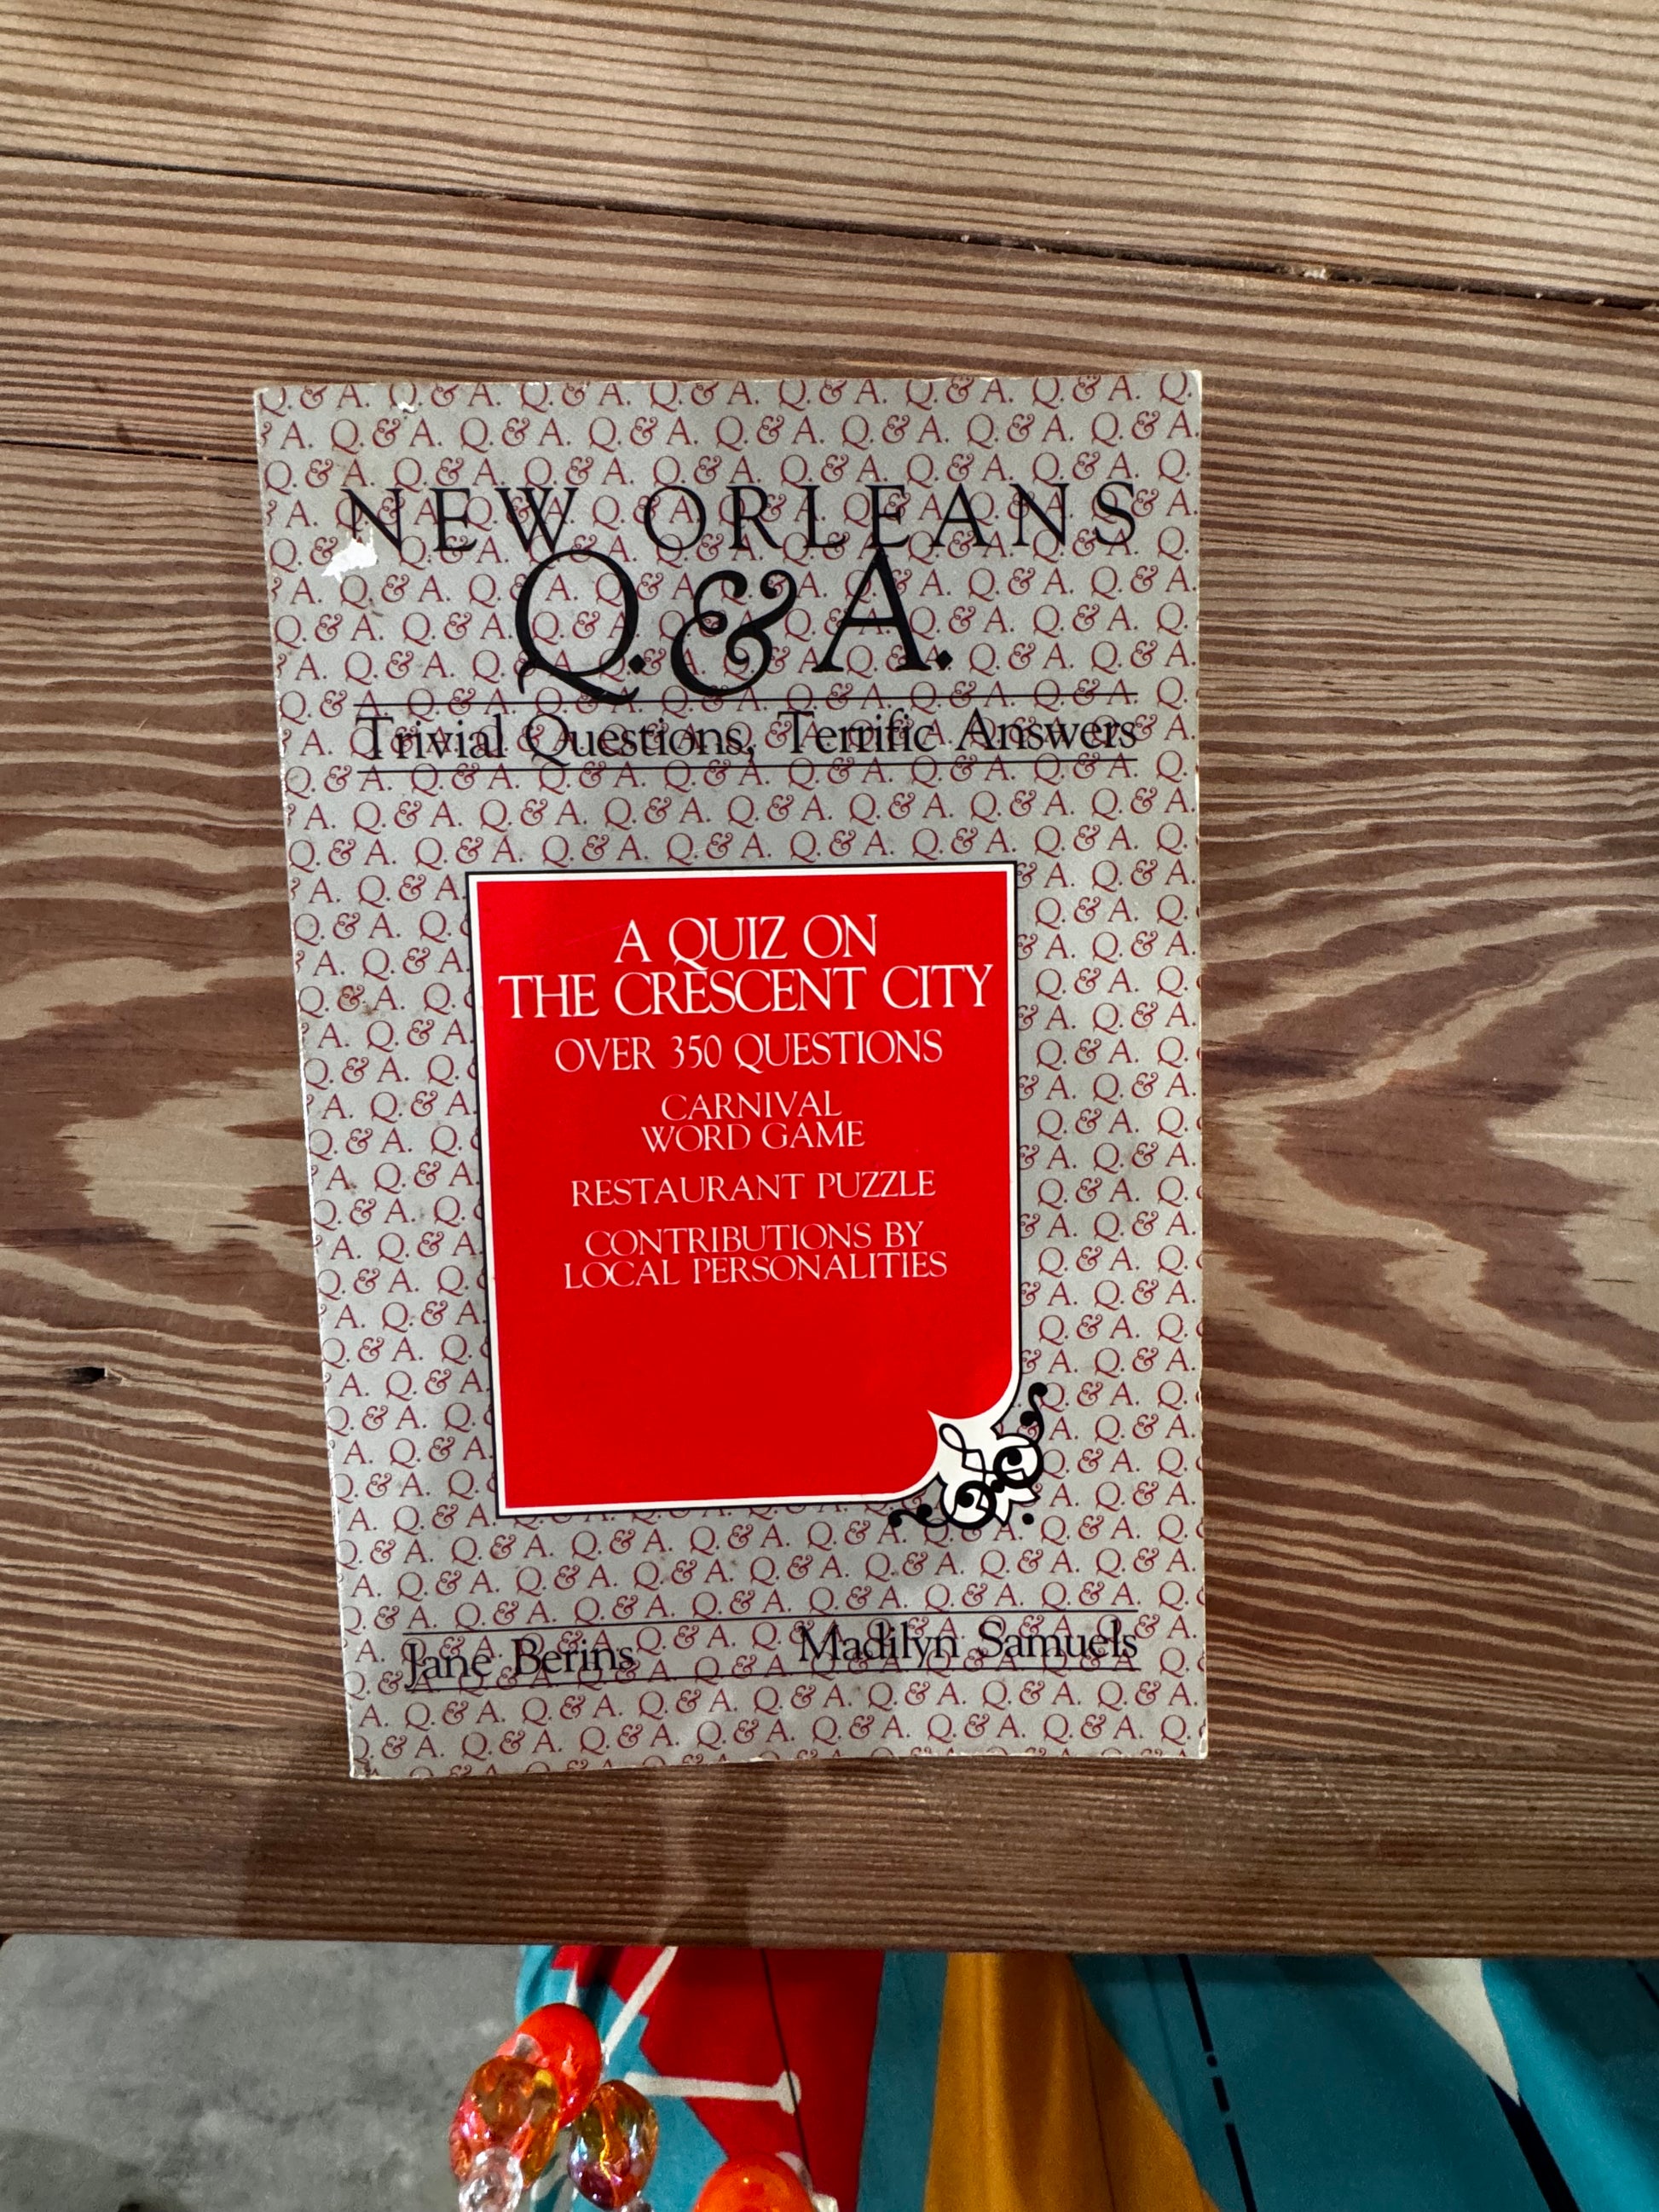 NEW ORLEANS
Q. & A.
Trivial Questions, Terrific Answers
A QUIZ ON
THE CRESCENT CITY
OVER 350 QUESTIONS
CARNIVAL
WORD GAME
RESTAURANT PUZZLE
CONTRIBUTIONS BY
LOCAL PERSONALITIES
Jane Berins Madilyn Samuels